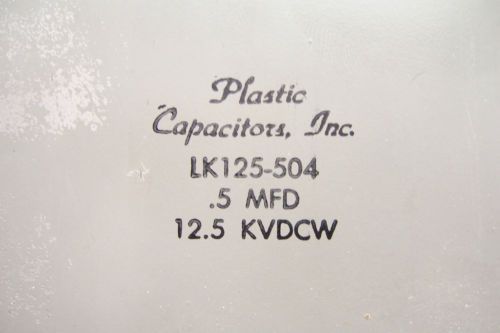 Plastic
Capacitors, Inc.
LK125-504
.5 MFD
12.5 KVDCW